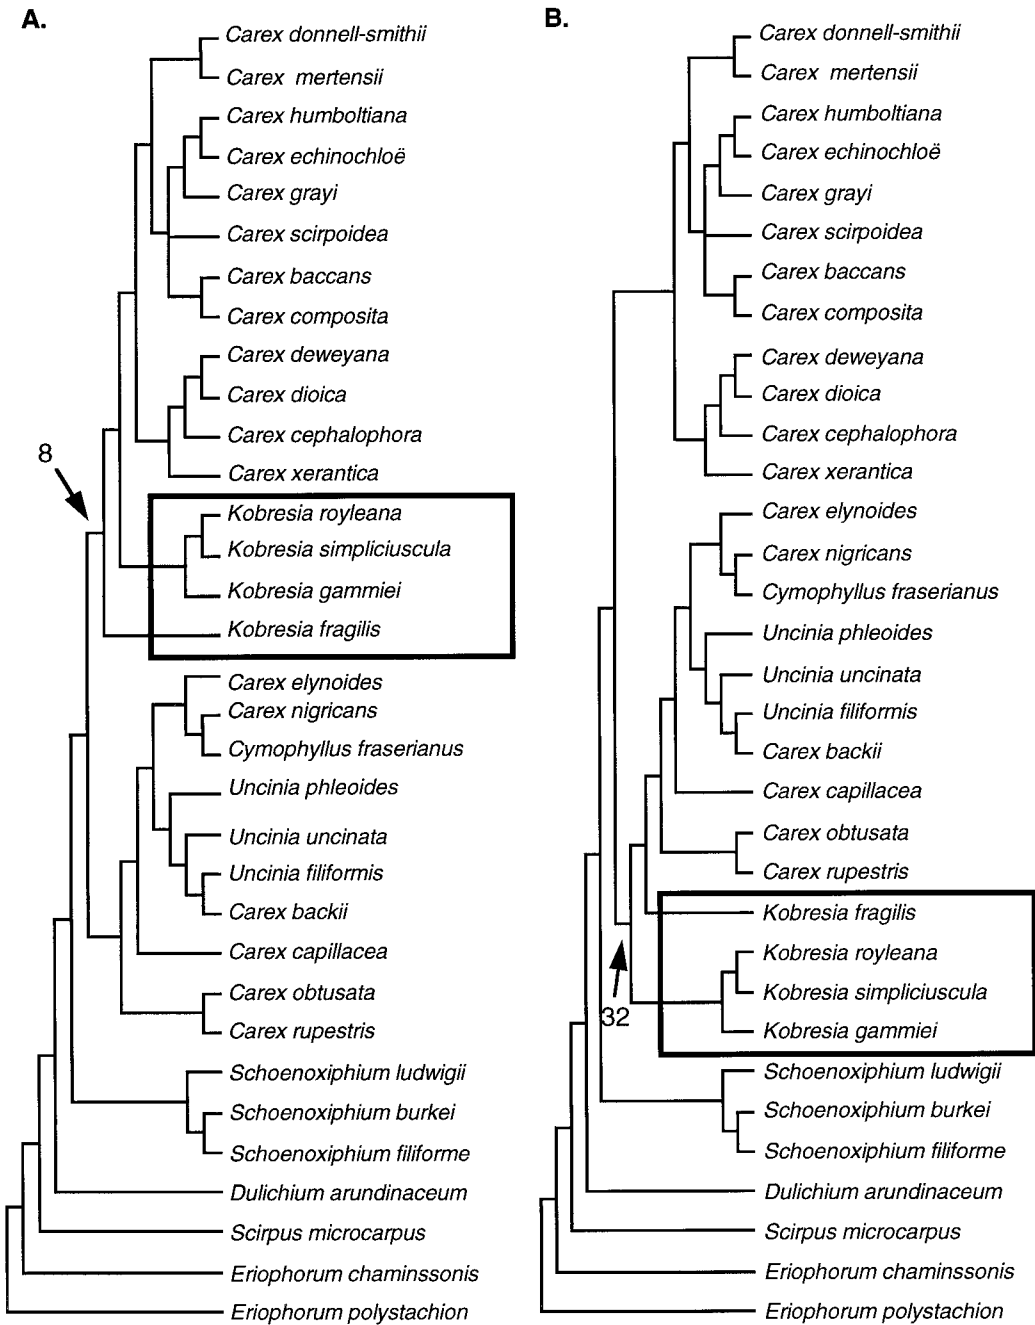 A.
Carex donnell-smithii
Carex mertensii
Carex humboltiana
Carex echinochloë
Carex grayi
Carex scirpoidea
Carex baccans
Carex composita
Carex deweyana
Carex dioica
Carex cephalophora
Carex xerantica
8
Kobresia royleana
Kobresia simpliciuscula
Kobresia gammiei
Kobresia fragilis
Carex elynoides
Carex nigricans
Cymophyllus fraserianus
Uncinia phleoides
Uncinia uncinata
Uncinia filiformis
Carex backii
Carex capillacea
Carex obtusata
Carex rupestris
Schoenoxiphium ludwigii
Schoenoxiphium burkei
Schoenoxiphium filiforme
Dulichium arundinaceum
Scirpus microcarpus
Eriophorum chaminssonis
Eriophorum polystachion
B.
Carex donnell-smithii
Carex mertensii
Carex humboltiana
Carex echinochloë
Carex grayi
Carex scirpoidea
Carex baccans
Carex composita
Carex deweyana
Carex dioica
Carex cephalophora
Carex xerantica
Carex elynoides
Carex nigricans
Cymophyllus fraserianus
Uncinia phleoides
Uncinia uncinata
Uncinia filiformis
Carex backii
Carex capillacea
Carex obtusata
Carex rupestris
Kobresia fragilis
Kobresia royleana
Kobresia simpliciuscula
32
Kobresia gammiei
Schoenoxiphium ludwigii
Schoenoxiphium burkei
Schoenoxiphium filiforme
Dulichium arundinaceum
Scirpus microcarpus
Eriophorum chaminssonis
Eriophorum polystachion